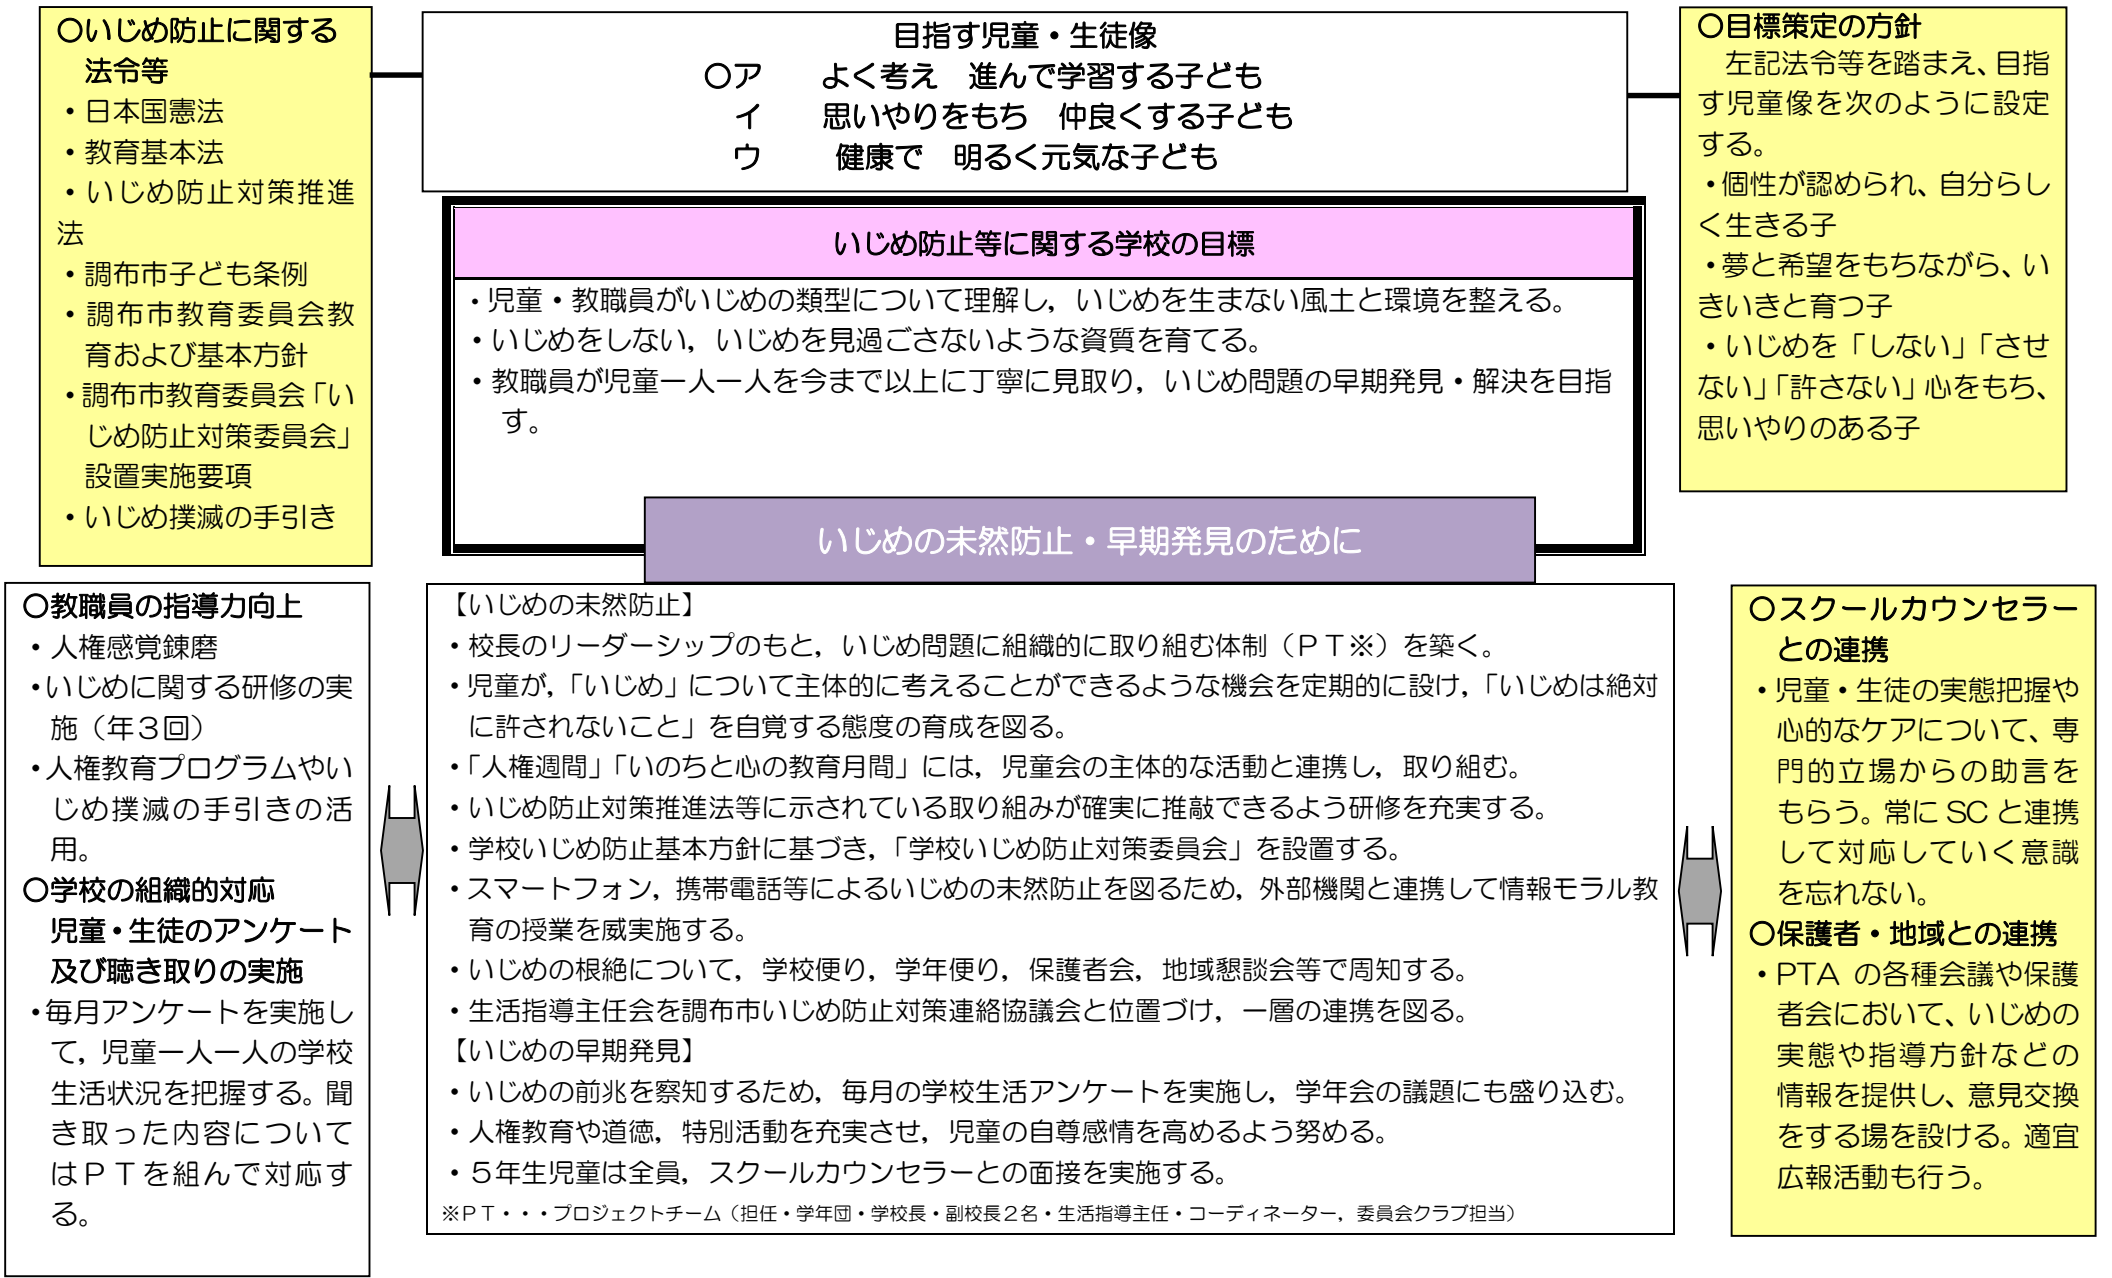 〇いじめ防止に関する
法令等
・日本国憲法
・教育基本法
・いじめ防止対策推進
法
・調布市子ども条例
・調布市教育委員会教
育および基本方針
・調布市教育委員会「い
じめ防止対策委員会」
設置実施要項
・いじめ撲滅の手引き
目指す児童・生徒像
〇ア　　よく考え　進んで学習する子ども
イ　　思いやりをもち　仲良くする子ども
ウ　　健康で　明るく元気な子ども
〇目標策定の方針
左記法令等を踏まえ、目指
す児童像を次のように設定
する。
・個性が認められ、自分らし
く生きる子
・夢と希望をもちながら、い
きいきと育つ子
・いじめを「しない」「させ
ない」「許さない」心をもち、
思いやりのある子
いじめ防止等に関する学校の目標
・児童・教職員がいじめの類型について理解し，いじめを生まない風土と環境を整える。
・いじめをしない，いじめを見過ごさないような資質を育てる。
・教職員が児童一人一人を今まで以上に丁寧に見取り，いじめ問題の早期発見・解決を目指
す。
いじめの未然防止・早期発見のために
〇教職員の指導力向上
・人権感覚錬磨
・いじめに関する研修の実
施（年３回）
・人権教育プログラムやい
じめ撲滅の手引きの活
用。
〇学校の組織的対応
児童・生徒のアンケート
及び聴き取りの実施
・毎月アンケートを実施し
て，児童一人一人の学校
生活状況を把握する。聞
き取った内容について
はＰＴを組んで対応す
る。
【いじめの未然防止】
・校長のリーダーシップのもと，いじめ問題に組織的に取り組む体制（ＰＴ※）を築く。
・児童が，「いじめ」について主体的に考えることができるような機会を定期的に設け，「いじめは絶対
に許されないこと」を自覚する態度の育成を図る。
・「人権週間」「いのちと心の教育月間」には，児童会の主体的な活動と連携し，取り組む。
・いじめ防止対策推進法等に示されている取り組みが確実に推敲できるよう研修を充実する。
・学校いじめ防止基本方針に基づき，「学校いじめ防止対策委員会」を設置する。
・スマートフォン，携帯電話等によるいじめの未然防止を図るため，外部機関と連携して情報モラル教
育の授業を威実施する。
・いじめの根絶について，学校便り，学年便り，保護者会，地域懇談会等で周知する。
・生活指導主任会を調布市いじめ防止対策連絡協議会と位置づけ，一層の連携を図る。
【いじめの早期発見】
・いじめの前兆を察知するため，毎月の学校生活アンケートを実施し，学年会の議題にも盛り込む。
・人権教育や道徳，特別活動を充実させ，児童の自尊感情を高めるよう努める。
・５年生児童は全員，スクールカウンセラーとの面接を実施する。
※ＰＴ・・・プロジェクトチーム（担任・学年団・学校長・副校長２名・生活指導主任・コーディネーター，委員会クラブ担当）
〇スクールカウンセラー
との連携
・児童・生徒の実態把握や
心的なケアについて、専
門的立場からの助言を
もらう。常に SC と連携
して対応していく意識
を忘れない。
〇保護者・地域との連携
・PTA の各種会議や保護
者会において、いじめの
実態や指導方針などの
情報を提供し、意見交換
をする場を設ける。適宜
広報活動も行う。